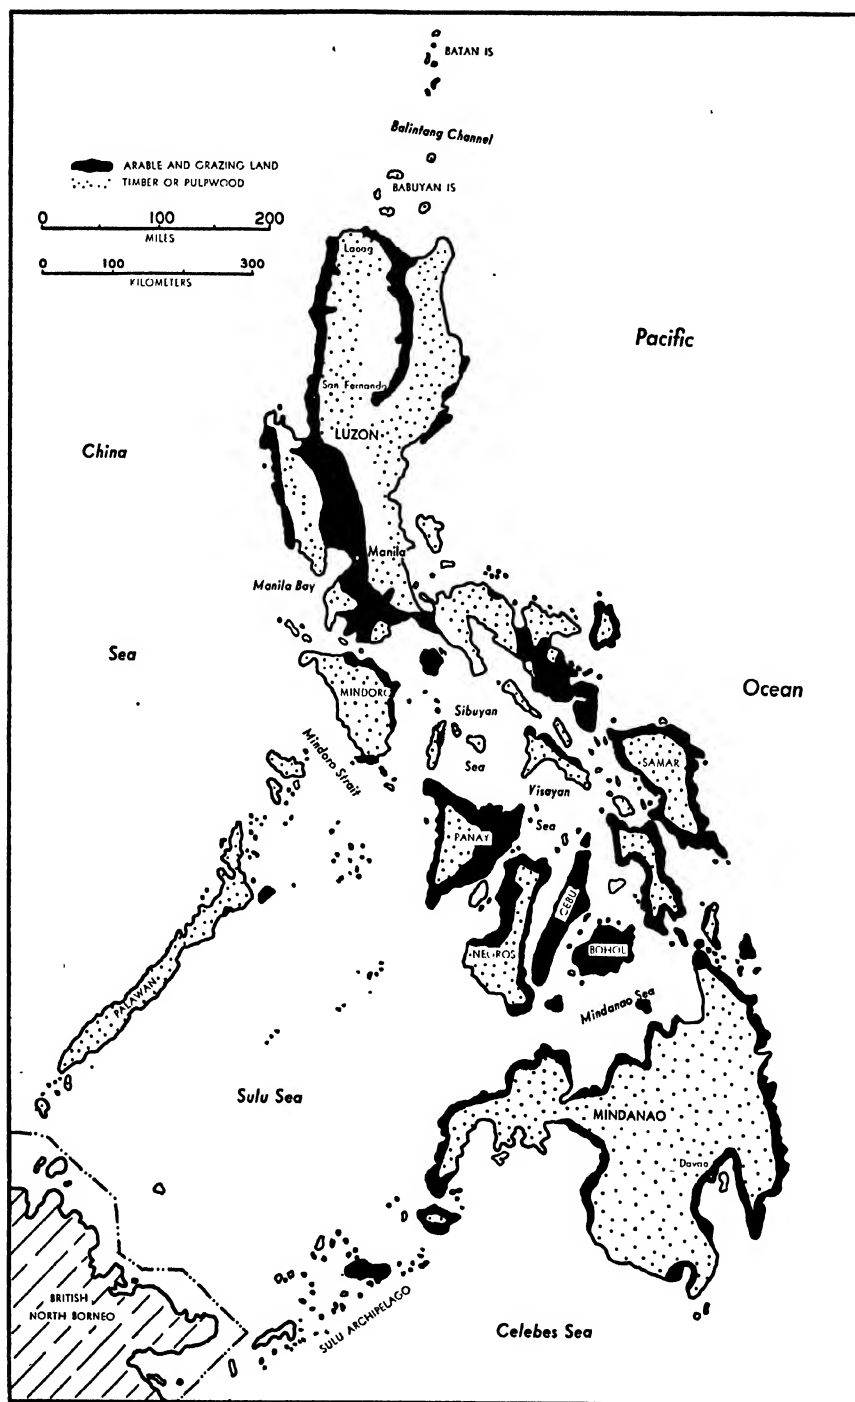 BATAN IS
Balintang Channel
ARABLE AND GRAZING LAND
TIMBER OR PULPWOOD
BABUYAN IS
0 100 200
MILES
0 100 300
KILOMETERS
Laoag
Pacific
San Fernando
LUZON
China
Manila
Manila Bay
Sea
Ocean
MINDORO
Sibuyan
Sea
Mindoro Strait
SAMAR
Visayan
Sea
PANAY
CEBU
NEGROS
BOHOL
PALAWAN
Mindanao Sea
Sulu Sea
MINDANAO
Davao
BRITISH
NORTH BORNEO
SULU ARCHIPELAGO
Celebes Sea